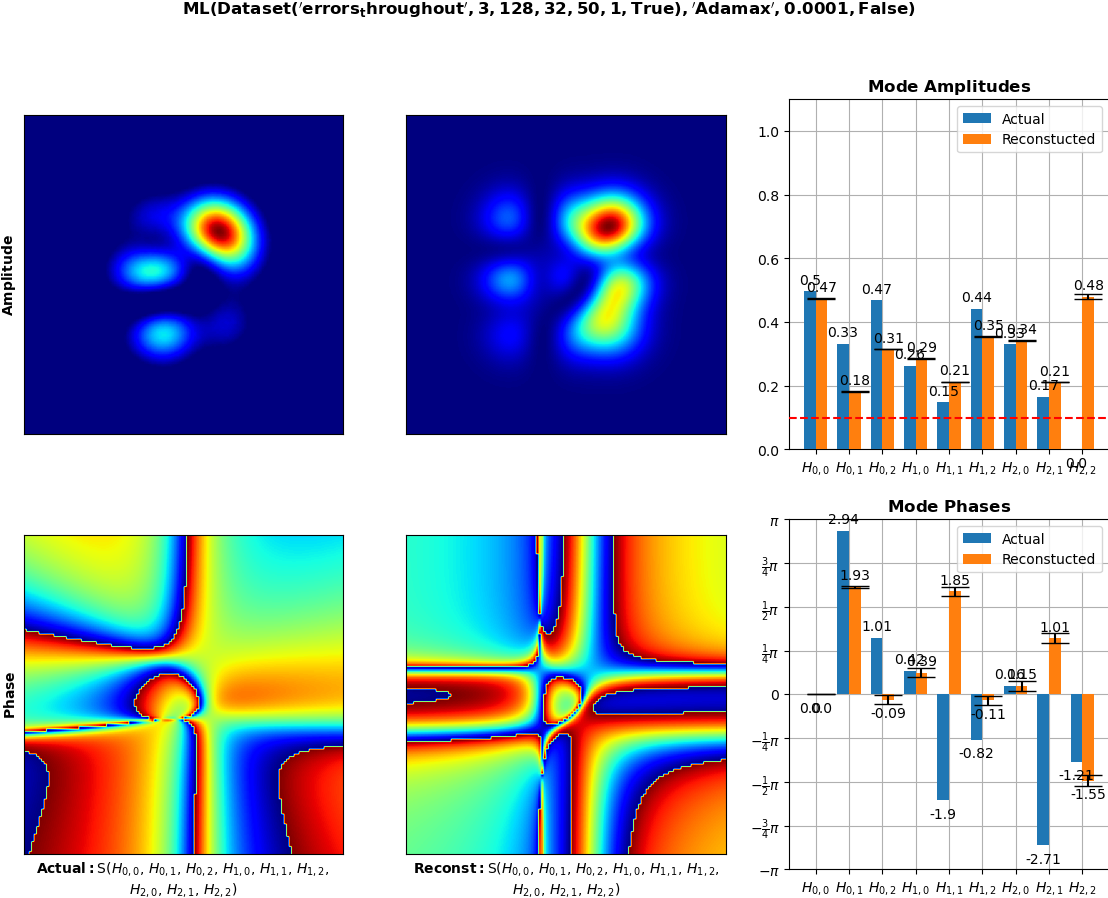 ML(Dataset('errors_throughout', 3, 128, 32, 50, 1, True), 'Adamax', 0.0001, False)
Amplitude
Mode Amplitudes
Actual
Reconstucted
1.0
0.8
0.6
0.4
0.2
0.0
0.5 0.47 0.33 0.18 0.47 0.31 0.26 0.29 0.15 0.21 0.44 0.35 0.33 0.34 0.17 0.21 0.0 0.48
H0,0 H0,1 H0,2 H1,0 H1,1 H1,2 H2,0 H2,1 H2,2
Phase
Mode Phases
Actual
Reconstucted
π
3/4π
1/2π
1/4π
0
−1/4π
−1/2π
−3/4π
−π
0.0 0.0 2.94 1.93 1.01 -0.09 0.42 0.39 -1.9 1.85 -0.82 -0.11 0.16 0.15 -2.71 1.01 -1.21 -1.55
H0,0 H0,1 H0,2 H1,0 H1,1 H1,2 H2,0 H2,1 H2,2
Actual: S(H0,0, H0,1, H0,2, H1,0, H1,1, H1,2,
H2,0, H2,1, H2,2)
Reconst: S(H0,0, H0,1, H0,2, H1,0, H1,1, H1,2,
H2,0, H2,1, H2,2)